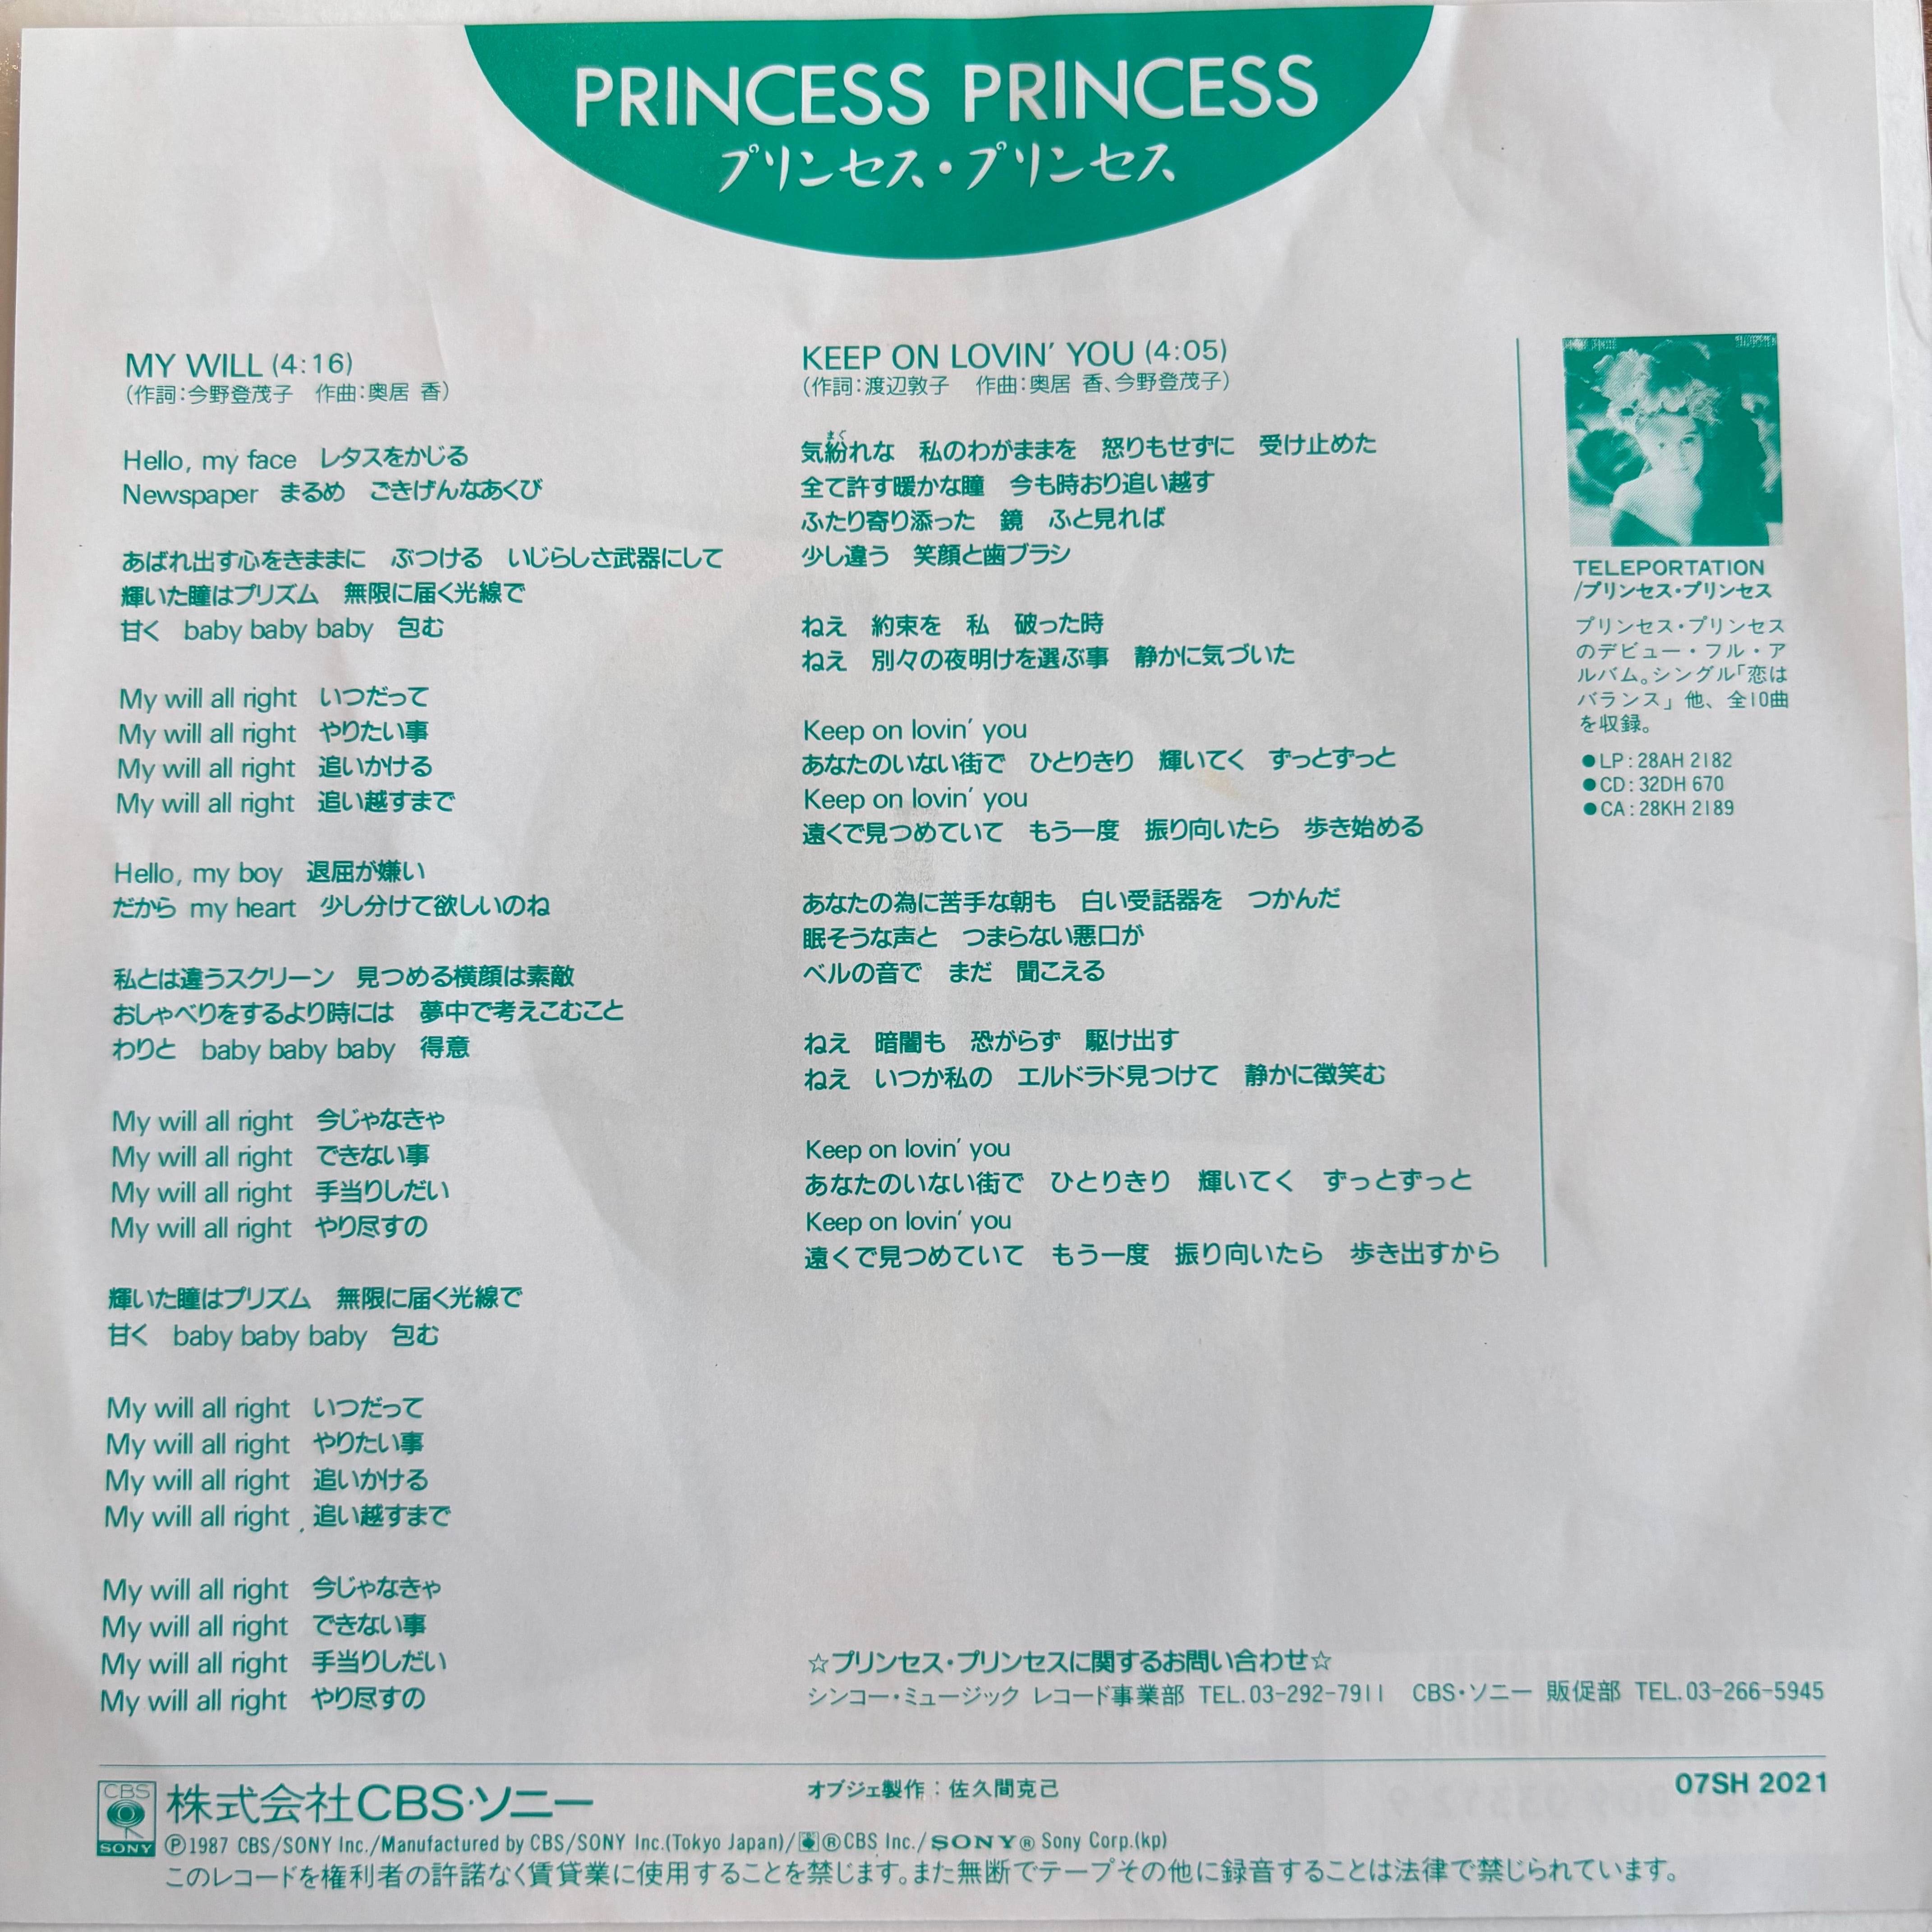 PRINCESS PRINCESS
プリンセス・プリンセス
MY WILL (4:16)
(作詞:今野登茂子 作曲:奥居 香)
Hello, my face レタスをかじる
Newspaper まるめ ごきげんなあくび
あばれ出す心をきままに ぶつける いじらしさ武器にして
輝いた瞳はプリズム 無限に届く光線で
甘く baby baby baby 包む
My will all right いつだって
My will all right やりたい事
My will all right 追いかける
My will all right 追い越すまで
Hello, my boy 退屈が嫌い
だから my heart 少し分けて欲しいのね
私とは違うスクリーン 見つめる横顔は素敵
おしゃべりをするより時には 夢中で考えこむこと
わりと baby baby baby 得意
My will all right 今じゃなきゃ
My will all right できない事
My will all right 手当りしだい
My will all right やり尽すの
輝いた瞳はプリズム 無限に届く光線で
甘く baby baby baby 包む
My will all right いつだって
My will all right やりたい事
My will all right 追いかける
My will all right 追い越すまで
My will all right 今じゃなきゃ
My will all right できない事
My will all right 手当りしだい
My will all right やり尽すの
KEEP ON LOVIN' YOU (4:05)
(作詞:渡辺敦子 作曲:奥居 香、今野登茂子)
まぐ
気紛れな 私のわがままを 怒りもせずに 受け止めた
全て許す暖かな瞳 今も時おり追い越す
ふたり寄り添った 鏡 ふと見れば
少し違う 笑顔と歯ブラシ
ねえ 約束を 私 破った時
ねえ 別々の夜明けを選ぶ事 静かに気づいた
Keep on lovin' you
あなたのいない街で ひとりきり 輝いてく ずっとずっと
Keep on lovin' you
遠くで見つめていて もう一度 振り向いたら 歩き始める
あなたの為に苦手な朝も 白い受話器を つかんだ
眠そうな声と つまらない悪口が
ベルの音で まだ 聞こえる
ねえ 暗闇も 恐がらず 駆け出す
ねえ いつか私の エルドラド見つけて 静かに微笑む
Keep on lovin' you
あなたのいない街で ひとりきり 輝いてく ずっとずっと
Keep on lovin' you
遠くで見つめていて もう一度 振り向いたら 歩き出すから
TELEPORTATION
/プリンセス・プリンセス
プリンセス・プリンセス
のデビュー・フル・ア
ルバム。シングル「恋は
バランス」他、全10曲
を収録。
●LP:28AH 2182
●CD:32DH 670
●CA:28KH 2189
☆プリンセス・プリンセスに関するお問い合わせ☆
シンコー・ミュージック レコード事業部 TEL.03-292-7911 CBS・ソニー 販促部 TEL.03-266-5945
CBS
SONY
株式会社CBS・ソニー
オブジェ製作:佐久間克己
07SH 2021
Ⓟ1987 CBS/SONY Inc./Manufactured by CBS/SONY Inc.(Tokyo Japan)/®CBS Inc./SONY® Sony Corp.(kp)
このレコードを権利者の許諾なく賃貸業に使用することを禁じます。また無断でテープその他に録音することは法律で禁じられています。